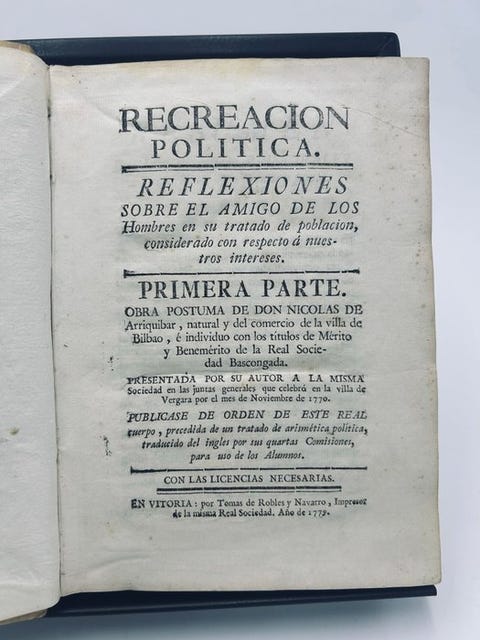 RECREACION
POLITICA.
REFLEXIONES
SOBRE EL AMIGO DE LOS
Hombres en su tratado de poblacion,
considerado con respecto á nues-
tros intereses.
PRIMERA PARTE.
OBRA POSTUMA DE DON NICOLAS DE
Arriquibar, natural y del comercio de la villa de
Bilbao, é individuo con los titulos de Mérito
y Benemérito de la Real Socie-
dad Bascongada.
PRESENTADA POR SU AUTOR A LA MISMA
Sociedad en las juntas generales que celebró en la villa de
Vergara por el mes de Noviembre de 1770.
PUBLICASE DE ORDEN DE ESTE REAL
cuerpo, precedida de un tratado de arismética politica,
traducido del ingles por sus quartas Comisiones,
para uso de los Alumnos.
CON LAS LICENCIAS NECESARIAS.
EN VITORIA: por Tomas de Robles y Navarro, Impresor
de la misma Real Sociedad. Año de 1779.